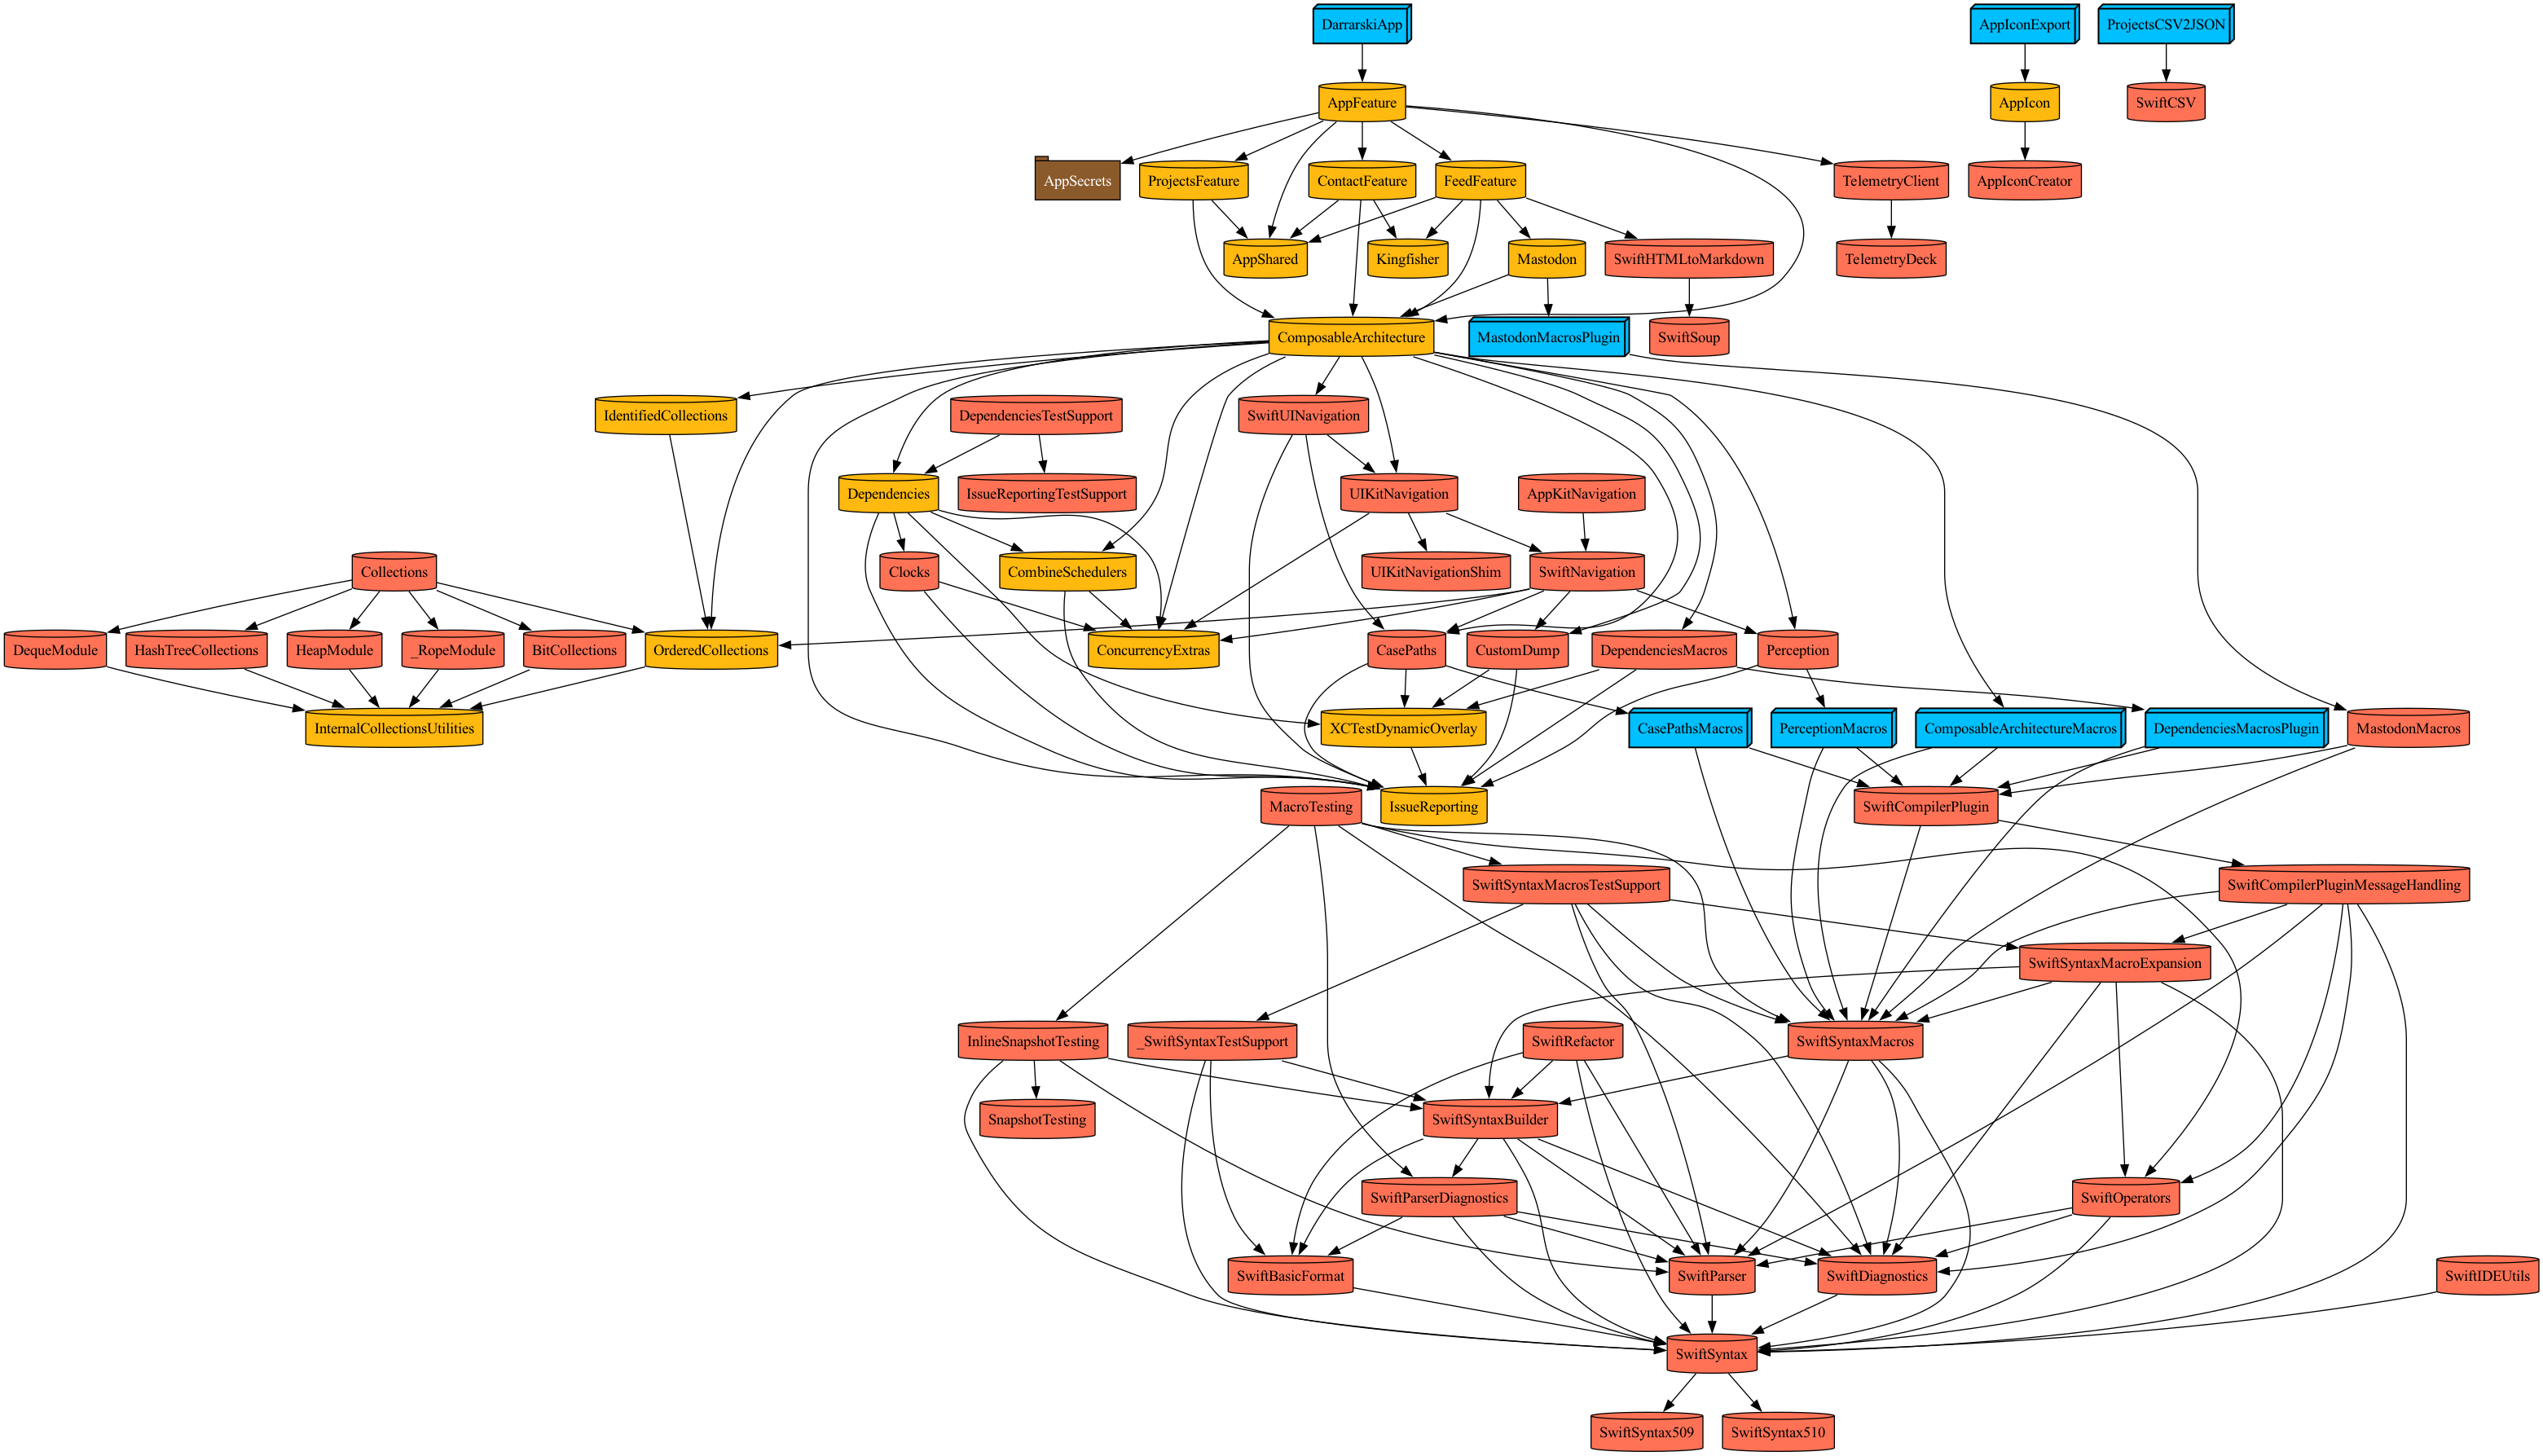 DarrarskiApp
AppIconExport
ProjectsCSV2JSON
AppFeature
AppIcon
SwiftCSV
AppSecrets
ProjectsFeature
ContactFeature
FeedFeature
TelemetryClient
AppIconCreator
AppShared
Kingfisher
Mastodon
SwiftHTMLtoMarkdown
TelemetryDeck
ComposableArchitecture
MastodonMacrosPlugin
SwiftSoup
IdentifiedCollections
DependenciesTestSupport
SwiftUINavigation
Dependencies
IssueReportingTestSupport
UIKitNavigation
AppKitNavigation
Collections
Clocks
CombineSchedulers
UIKitNavigationShim
SwiftNavigation
DequeModule
HashTreeCollections
HeapModule
_RopeModule
BitCollections
OrderedCollections
ConcurrencyExtras
CasePaths
CustomDump
DependenciesMacros
Perception
InternalCollectionsUtilities
XCTestDynamicOverlay
CasePathsMacros
PerceptionMacros
ComposableArchitectureMacros
DependenciesMacrosPlugin
MastodonMacros
MacroTesting
IssueReporting
SwiftCompilerPlugin
SwiftSyntaxMacrosTestSupport
SwiftCompilerPluginMessageHandling
SwiftSyntaxMacroExpansion
InlineSnapshotTesting
_SwiftSyntaxTestSupport
SwiftRefactor
SwiftSyntaxMacros
SnapshotTesting
SwiftSyntaxBuilder
SwiftParserDiagnostics
SwiftOperators
SwiftBasicFormat
SwiftParser
SwiftDiagnostics
SwiftIDEUtils
SwiftSyntax
SwiftSyntax509
SwiftSyntax510